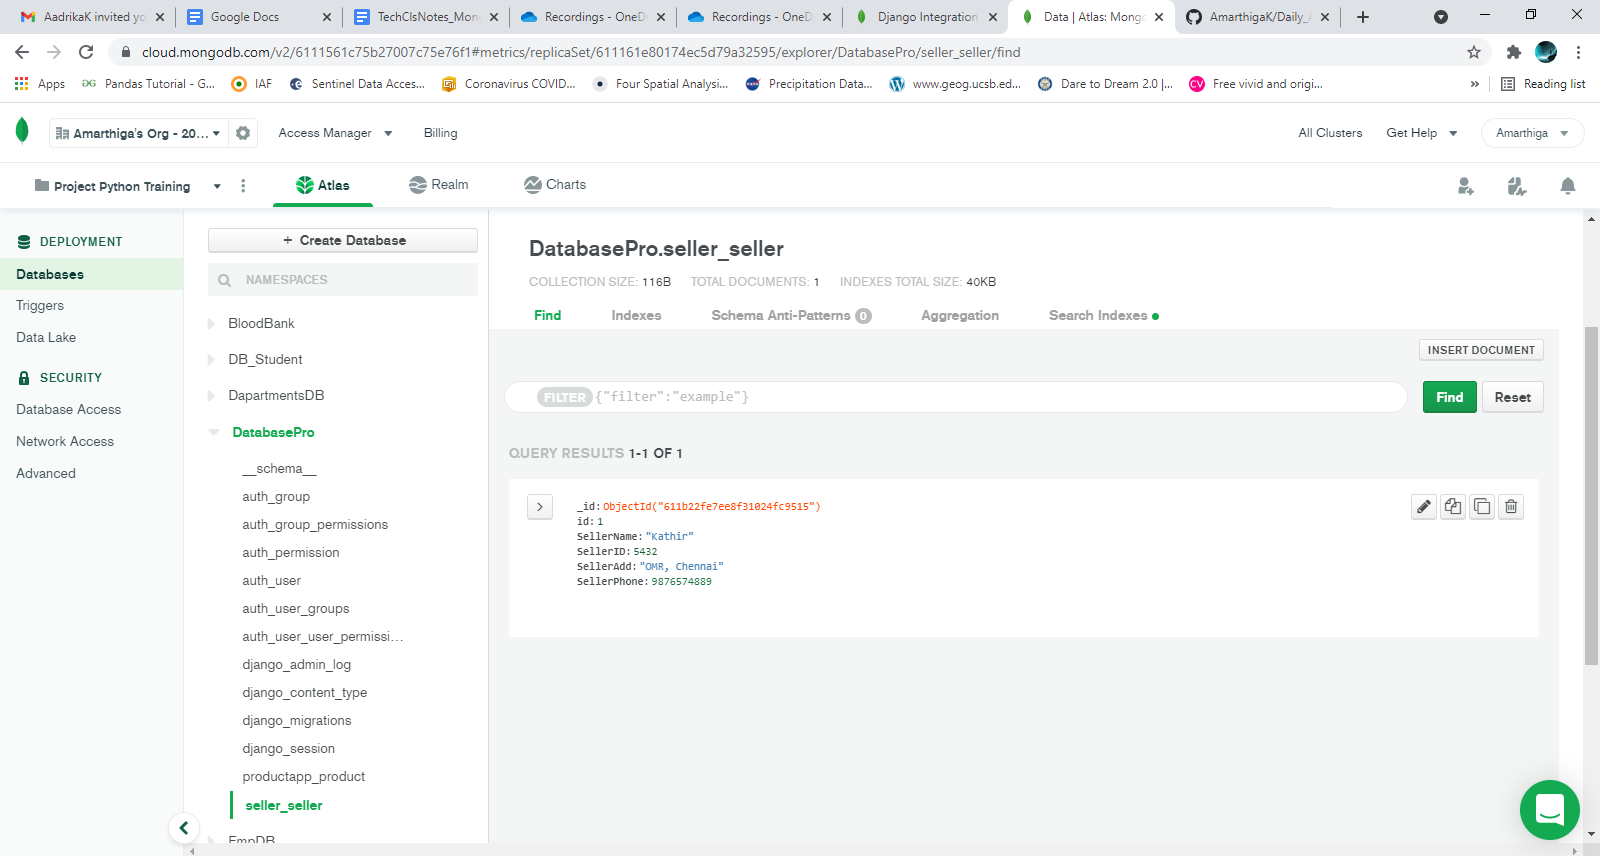 AadrikaK invited yo
Google Docs
TechClsNotes_Mon
Recordings - OneD
Recordings - OneD
Django Integration
Data | Atlas: Mong
AmarthigaK/Daily_
cloud.mongodb.com/v2/6111561c75b27007c75e76f1#metrics/replicaSet/611161e80174ec5d79a32595/explorer/DatabasePro/seller_seller/find
Apps
Pandas Tutorial - G...
IAF
Sentinel Data Acces...
Coronavirus COVID...
Four Spatial Analysi...
Precipitation Data...
www.geog.ucsb.ed...
Dare to Dream 2.0 |...
CV
Free vivid and origi...
»
Reading list
Amarthiga's Org - 20...
Access Manager
Billing
All Clusters
Get Help
Amarthiga
Project Python Training
Atlas
Realm
Charts
DEPLOYMENT
Databases
Triggers
Data Lake
SECURITY
Database Access
Network Access
Advanced
+ Create Database
NAMESPACES
BloodBank
DB_Student
DapartmentsDB
DatabasePro
__schema__
auth_group
auth_group_permissions
auth_permission
auth_user
auth_user_groups
auth_user_user_permissi...
django_admin_log
django_content_type
django_migrations
django_session
productapp_product
seller_seller
EmpDB
DatabasePro.seller_seller
COLLECTION SIZE: 116B TOTAL DOCUMENTS: 1 INDEXES TOTAL SIZE: 40KB
Find Indexes Schema Anti-Patterns 0 Aggregation Search Indexes
INSERT DOCUMENT
FILTER {"filter":"example"}
Find
Reset
QUERY RESULTS 1-1 OF 1
_id: ObjectId("611b22fe7ee8f31024fc9515")
id: 1
SellerName: "Kathir"
SellerID: 5432
SellerAdd: "OMR, Chennai"
SellerPhone: 9876574889